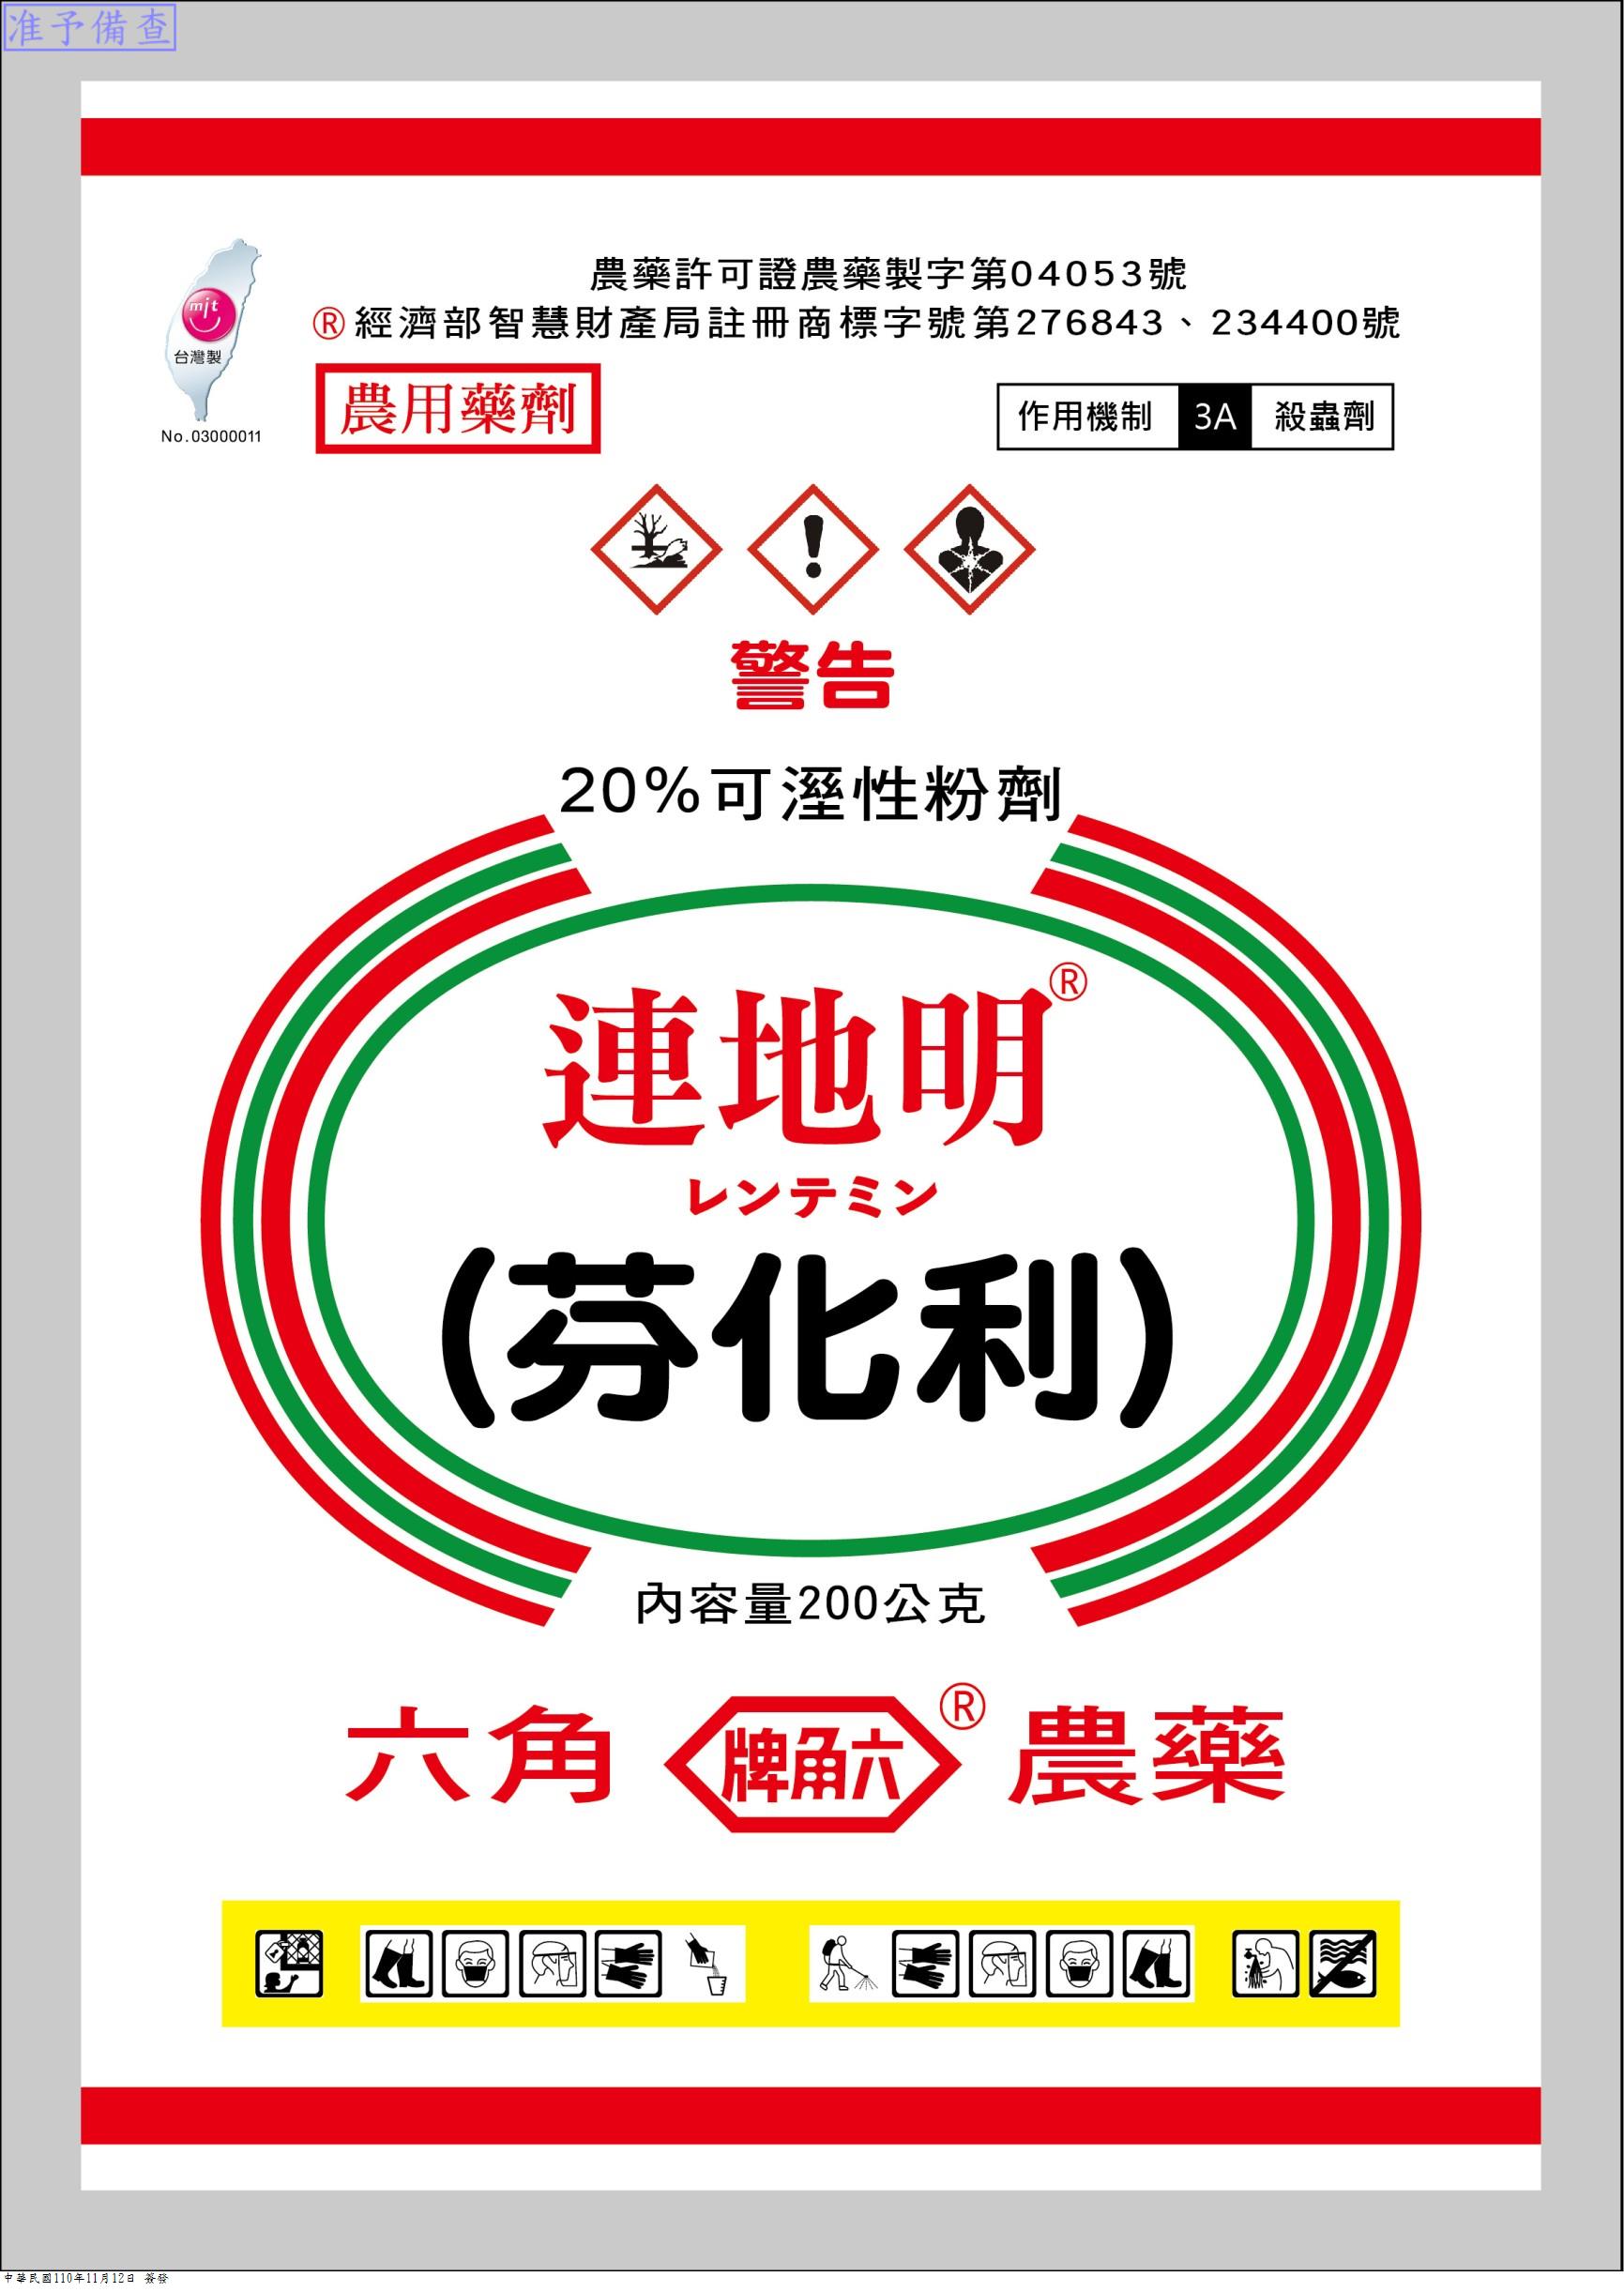 准予備查
農藥許可證農藥製字第04053號
®經濟部智慧財產局註冊商標字號第276843、234400號
mit
台灣製
No.03000011
農用藥劑
作用機制 3A 殺蟲劑
警告
20%可溼性粉劑
連地明®
レンテミン
(芬化利)
內容量200公克
六角 牌角六® 農藥
中華民國110年11月12日 簽發